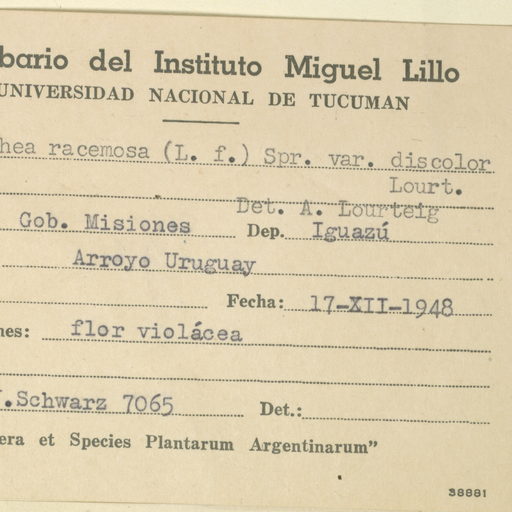 bario del Instituto Miguel Lillo
UNIVERSIDAD NACIONAL DE TUCUMAN
hea racemosa (L. f.) Spr. var. discolor
Lourt.
Det. A. Lourteig
Gob. Misiones Dep. Iguazú
Arroyo Uruguay
Fecha: 17-XII-1948
nes: flor violácea
.Schwarz 7065 Det.:
era et Species Plantarum Argentinarum”
38881